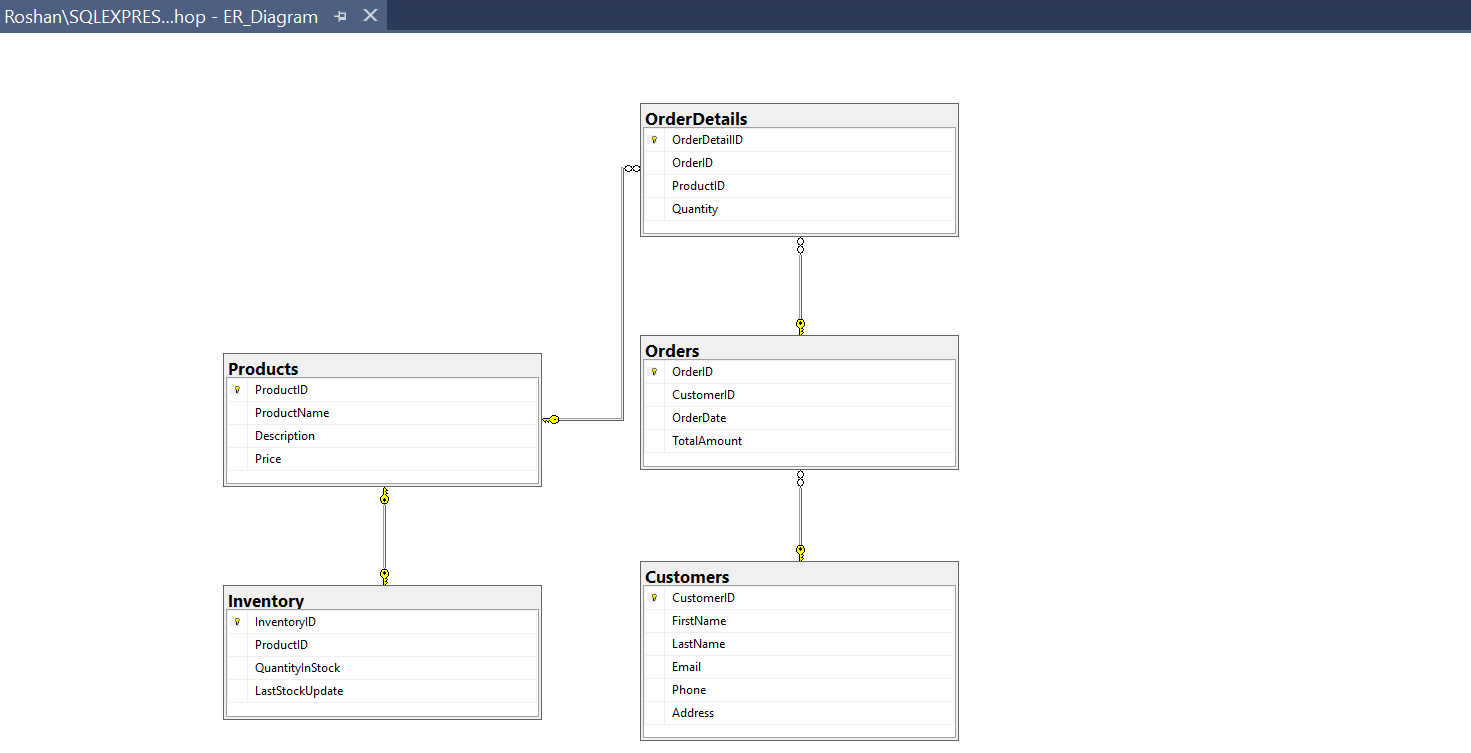 Roshan\SQLEXPRES...hop - ER_Diagram
OrderDetails
OrderDetailID
OrderID
ProductID
Quantity
Orders
OrderID
CustomerID
OrderDate
TotalAmount
Products
ProductID
ProductName
Description
Price
Inventory
InventoryID
ProductID
QuantityInStock
LastStockUpdate
Customers
CustomerID
FirstName
LastName
Email
Phone
Address